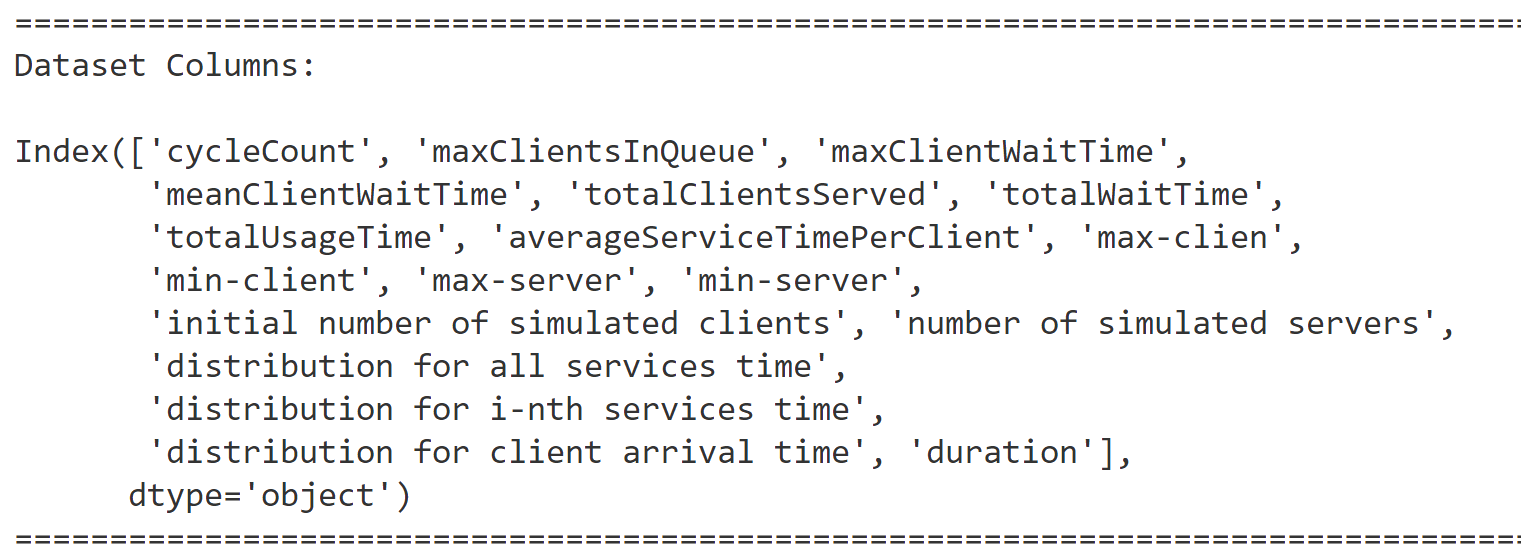 ================================================================================
Dataset Columns:
Index(['cycleCount', 'maxClientsInQueue', 'maxClientWaitTime',
'meanClientWaitTime', 'totalClientsServed', 'totalWaitTime',
'totalUsageTime', 'averageServiceTimePerClient', 'max-clien',
'min-client', 'max-server', 'min-server',
'initial number of simulated clients', 'number of simulated servers',
'distribution for all services time',
'distribution for i-nth services time',
'distribution for client arrival time', 'duration'],
dtype='object')
================================================================================